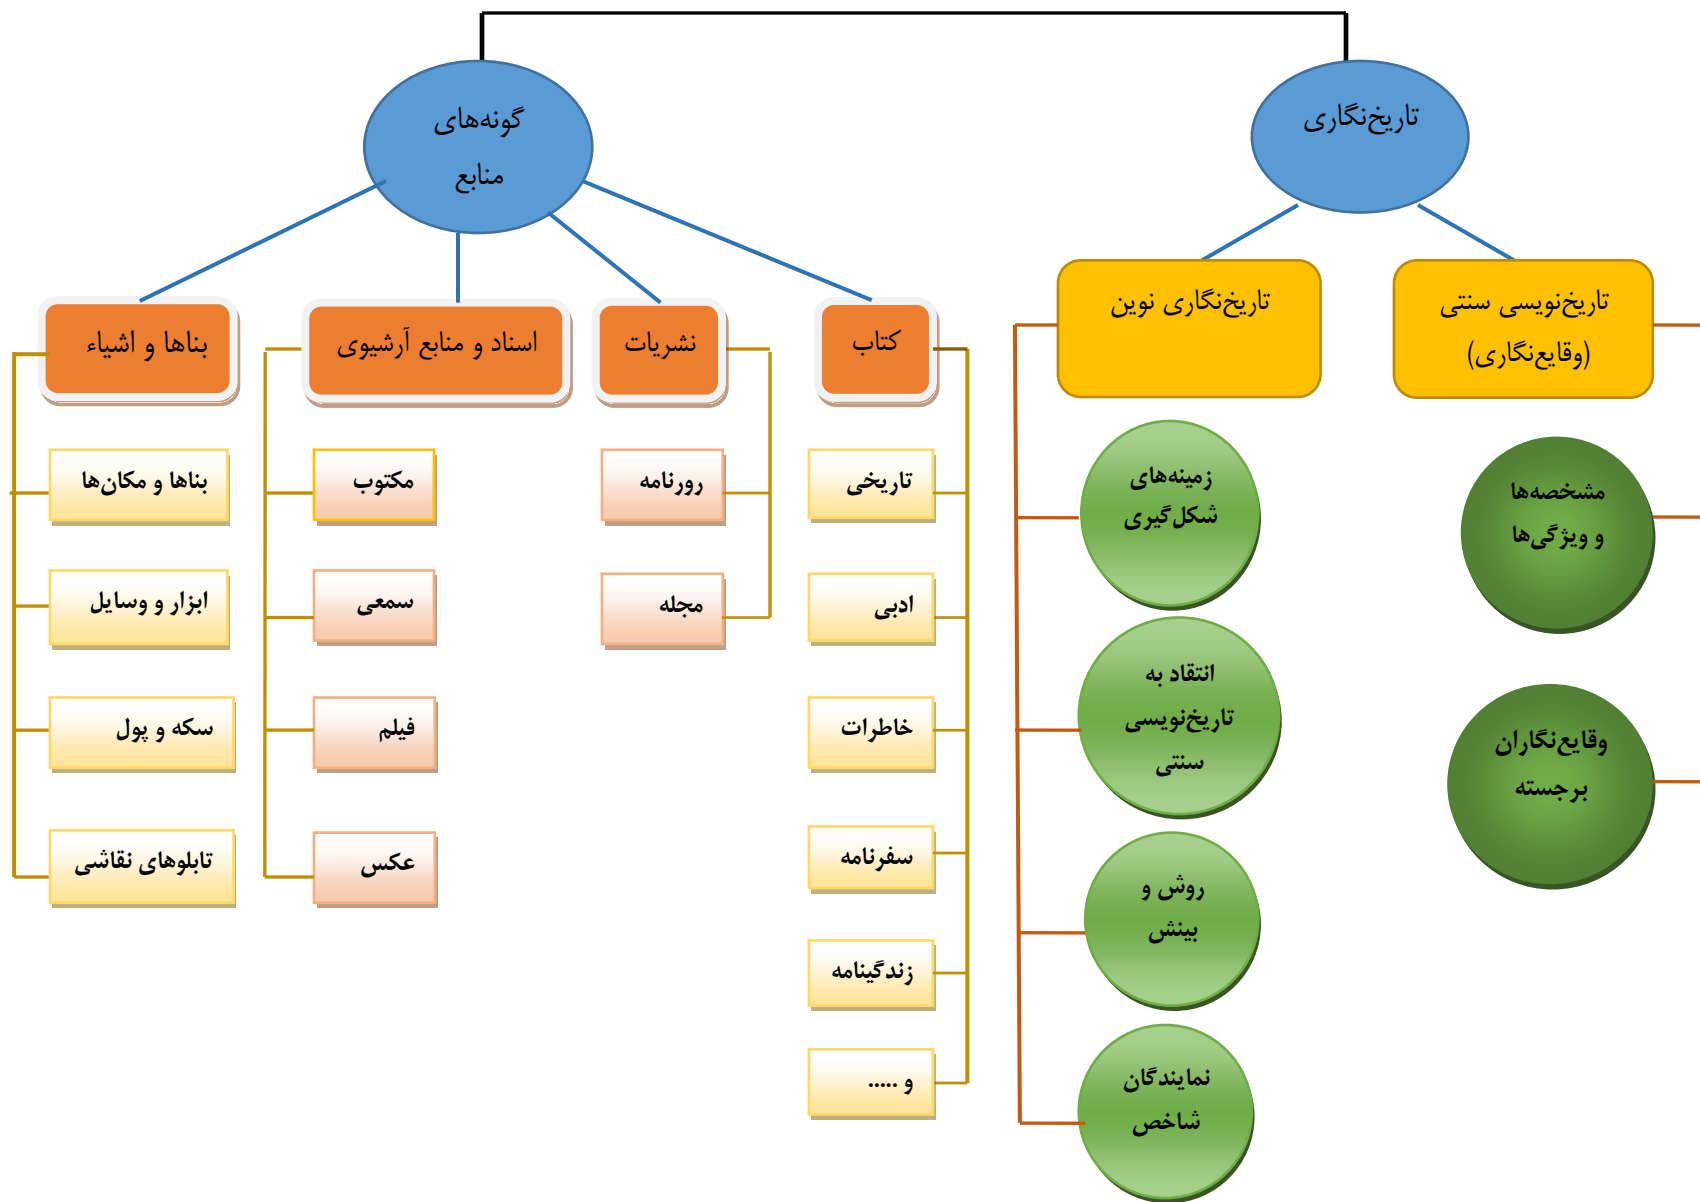 تاریخ‌نگاری
تاریخ‌نویسی سنتی
(وقایع‌نگاری)
مشخصه‌ها
و ویژگی‌ها
وقایع‌نگاران
برجسته
تاریخ‌نگاری نوین
زمینه‌های
شکل‌گیری
انتقاد به
تاریخ‌نویسی
سنتی
روش و
بینش
نمایندگان
شاخص
گونه‌های
منابع
کتاب
تاریخی
ادبی
خاطرات
سفرنامه
زندگینامه
و .....
نشریات
رورنامه
مجله
اسناد و منابع آرشیوی
مکتوب
سمعی
فیلم
عکس
بناها و اشیاء
بناها و مکان‌ها
ابزار و وسایل
سکه و پول
تابلوهای نقاشی